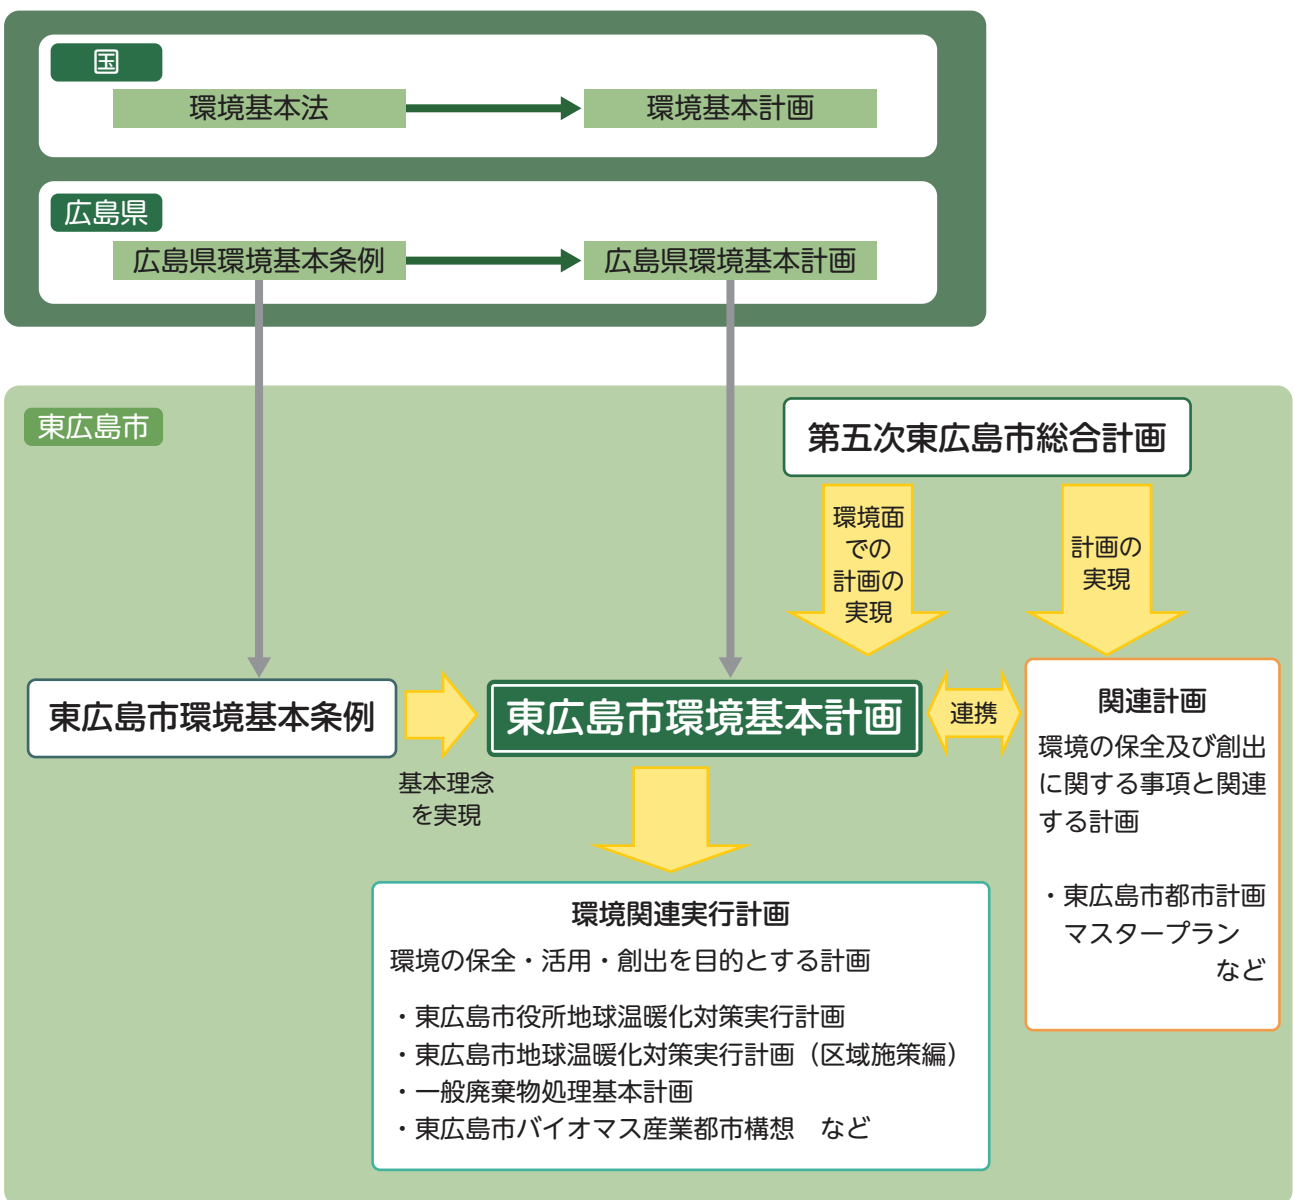 国
環境基本法
環境基本計画
広島県
広島県環境基本条例
広島県環境基本計画
東広島市
第五次東広島市総合計画
環境面
での
計画の
実現
計画の
実現
東広島市環境基本条例
基本理念
を実現
東広島市環境基本計画
連携
関連計画
環境の保全及び創出
に関する事項と関連
する計画
・東広島市都市計画
マスタープラン
など
環境関連実行計画
環境の保全・活用・創出を目的とする計画
・東広島市役所地球温暖化対策実行計画
・東広島市地球温暖化対策実行計画（区域施策編）
・一般廃棄物処理基本計画
・東広島市バイオマス産業都市構想　など